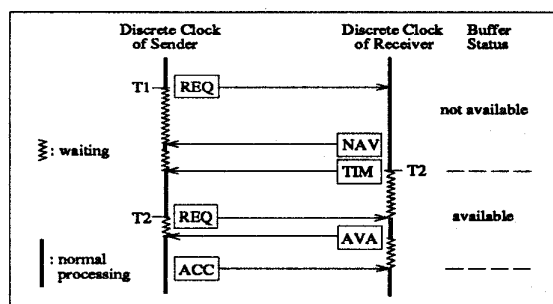 Discrete Clock of Sender
Discrete Clock of Receiver
Buffer Status
T1
REQ
not available
: waiting
NAV
TIM
T2
T2
REQ
available
AVA
: normal processing
ACC